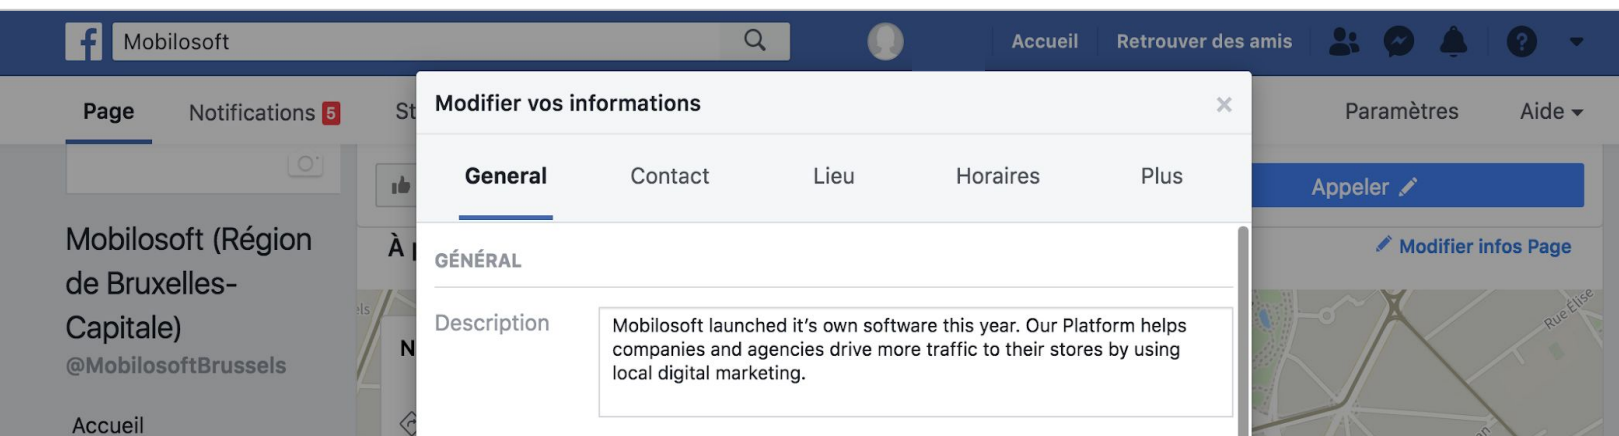 f Mobilosoft Accueil Retrouver des amis ?
Page Notifications 5 St Modifier vos informations × Paramètres Aide
General Contact Lieu Horaires Plus
Appeler
Mobilosoft (Région
de Bruxelles-
Capitale)
@MobilosoftBrussels
Accueil
À
Modifier infos Page
GÉNÉRAL
Description
Mobilosoft launched it's own software this year. Our Platform helps
companies and agencies drive more traffic to their stores by using
local digital marketing.
N
Rue Élise